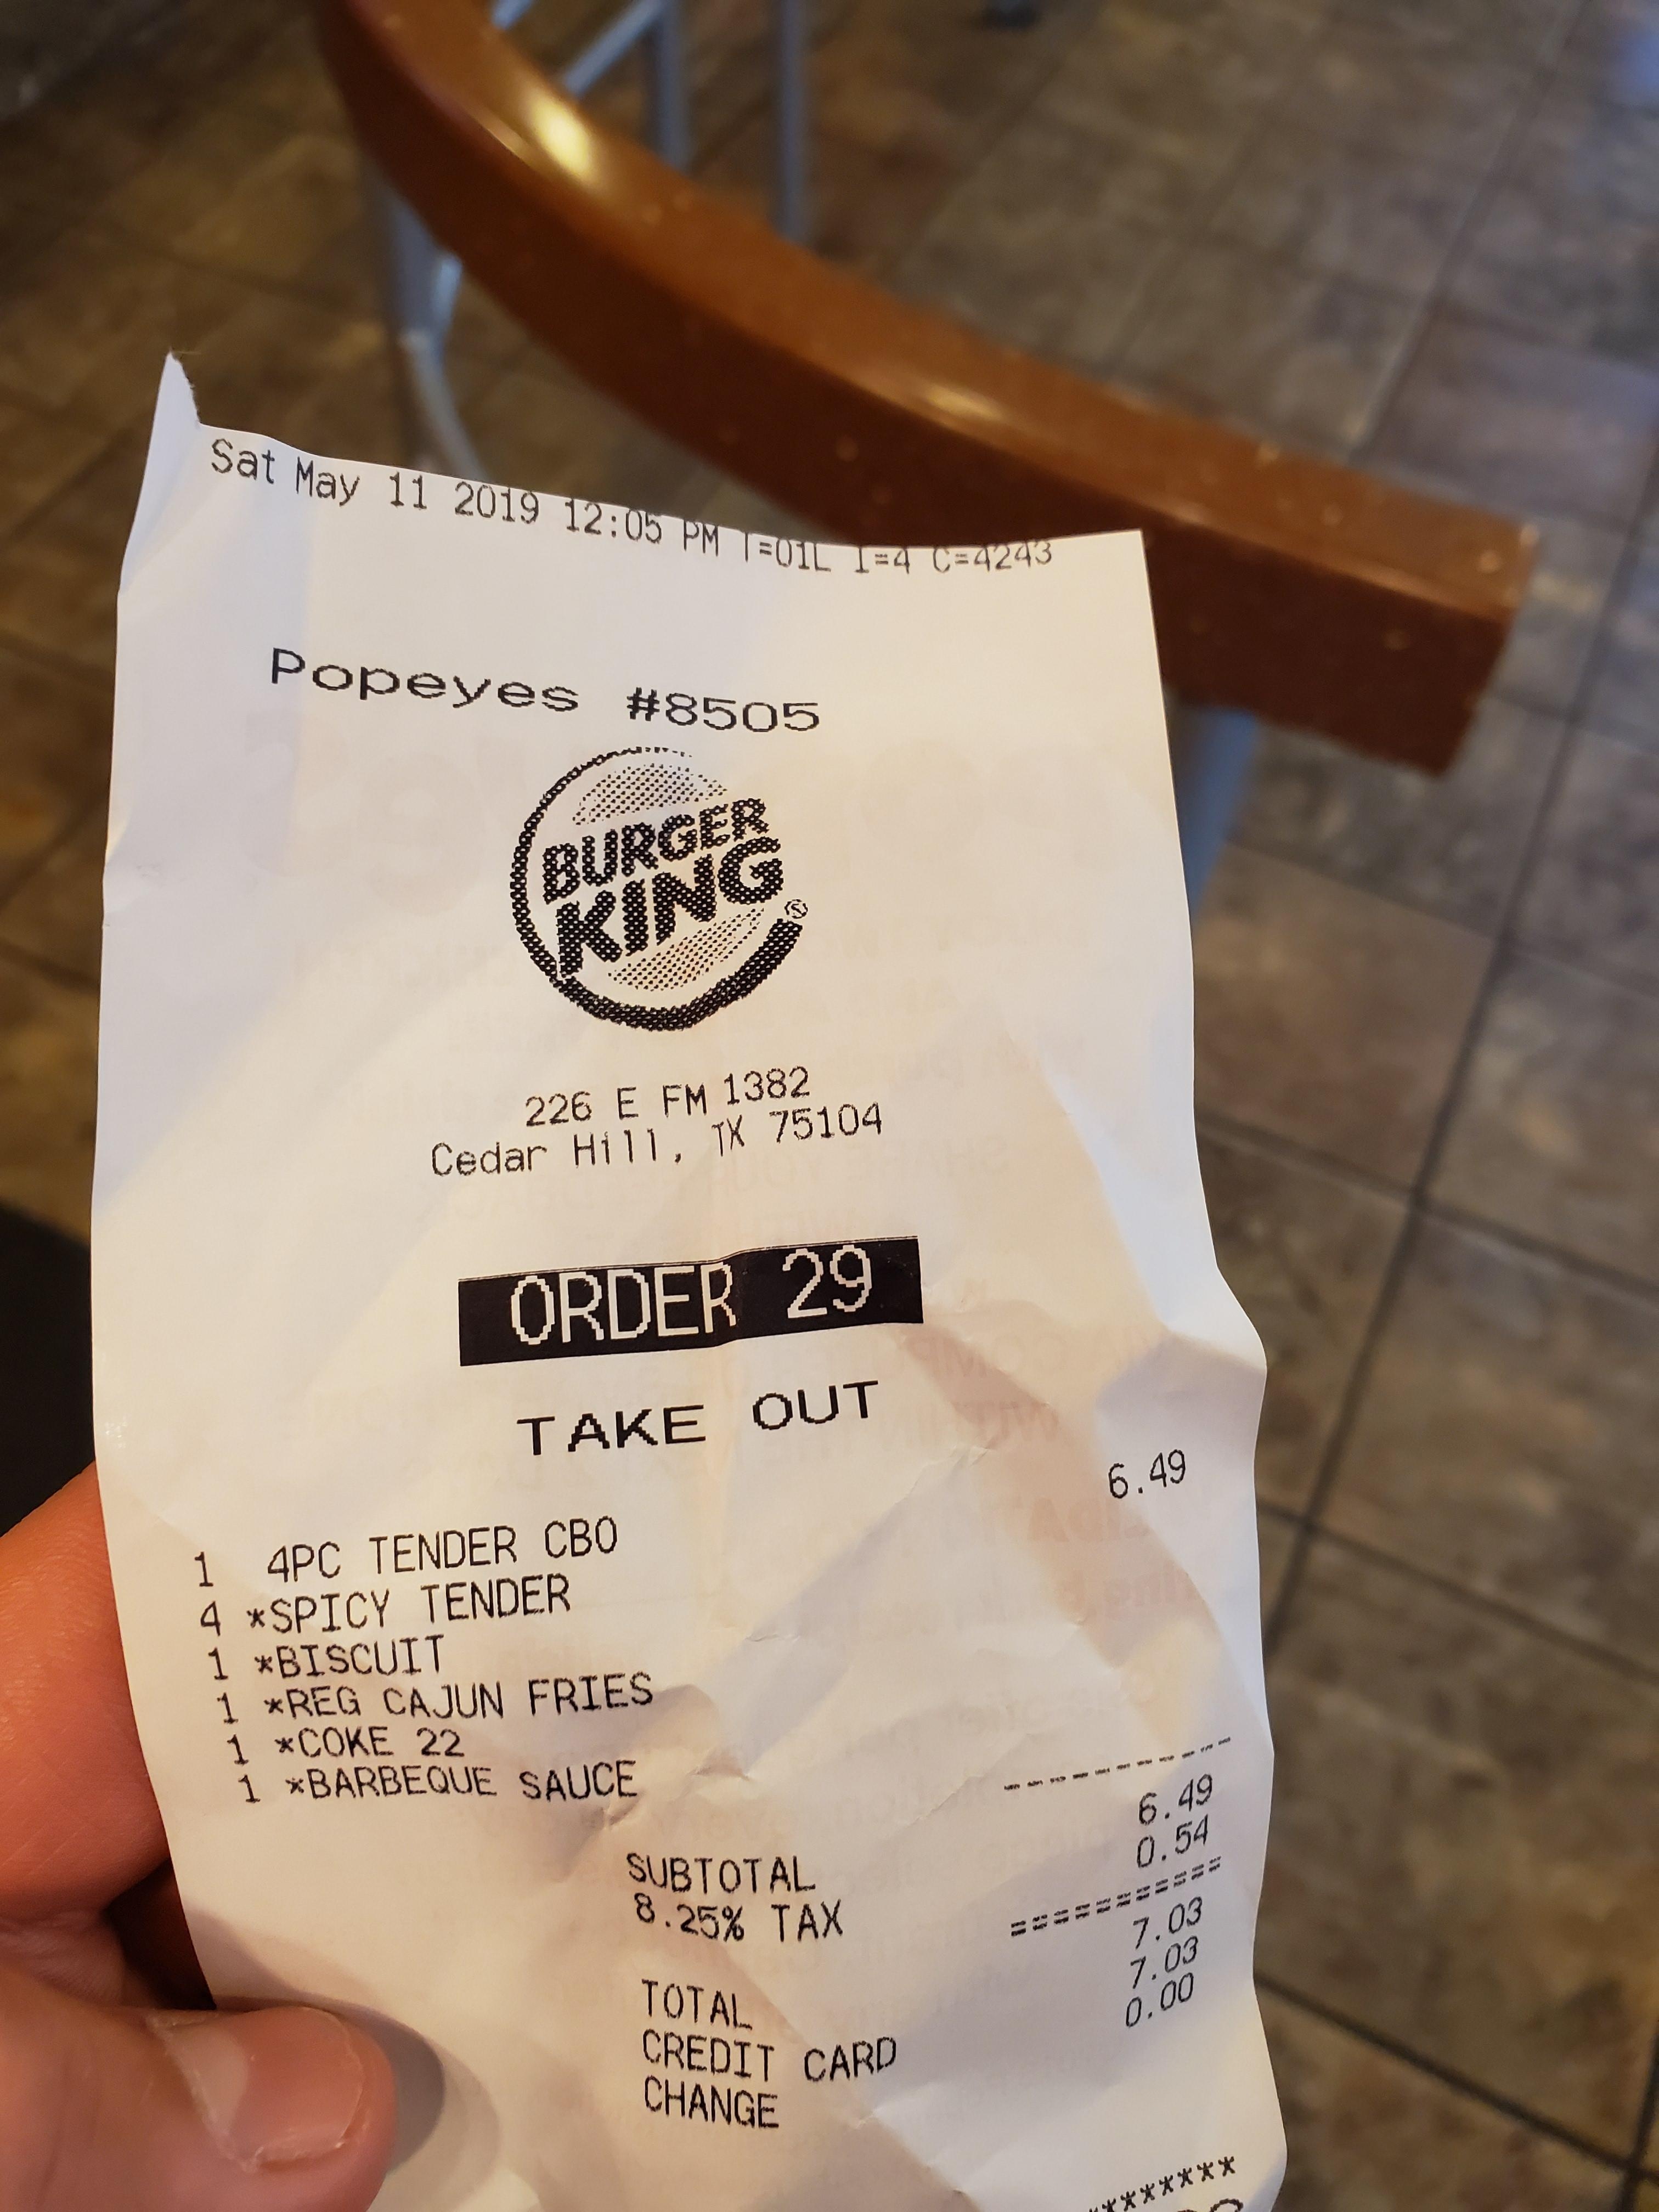 Sat May 11 2019 12:05 PM T=01L I=4 C=4243
Popeyes #8505
BURGER
KING®
226 E FM 1382
Cedar Hill, TX 75104
ORDER 29
TAKE OUT
1 4PC TENDER CBO 6.49
4 *SPICY TENDER
1 *BISCUIT
1 *REG CAJUN FRIES
1 *COKE 22
1 *BARBEQUE SAUCE
----------
SUBTOTAL 6.49
8.25% TAX 0.54
==========
TOTAL 7.03
CREDIT CARD 7.03
CHANGE 0.00
********